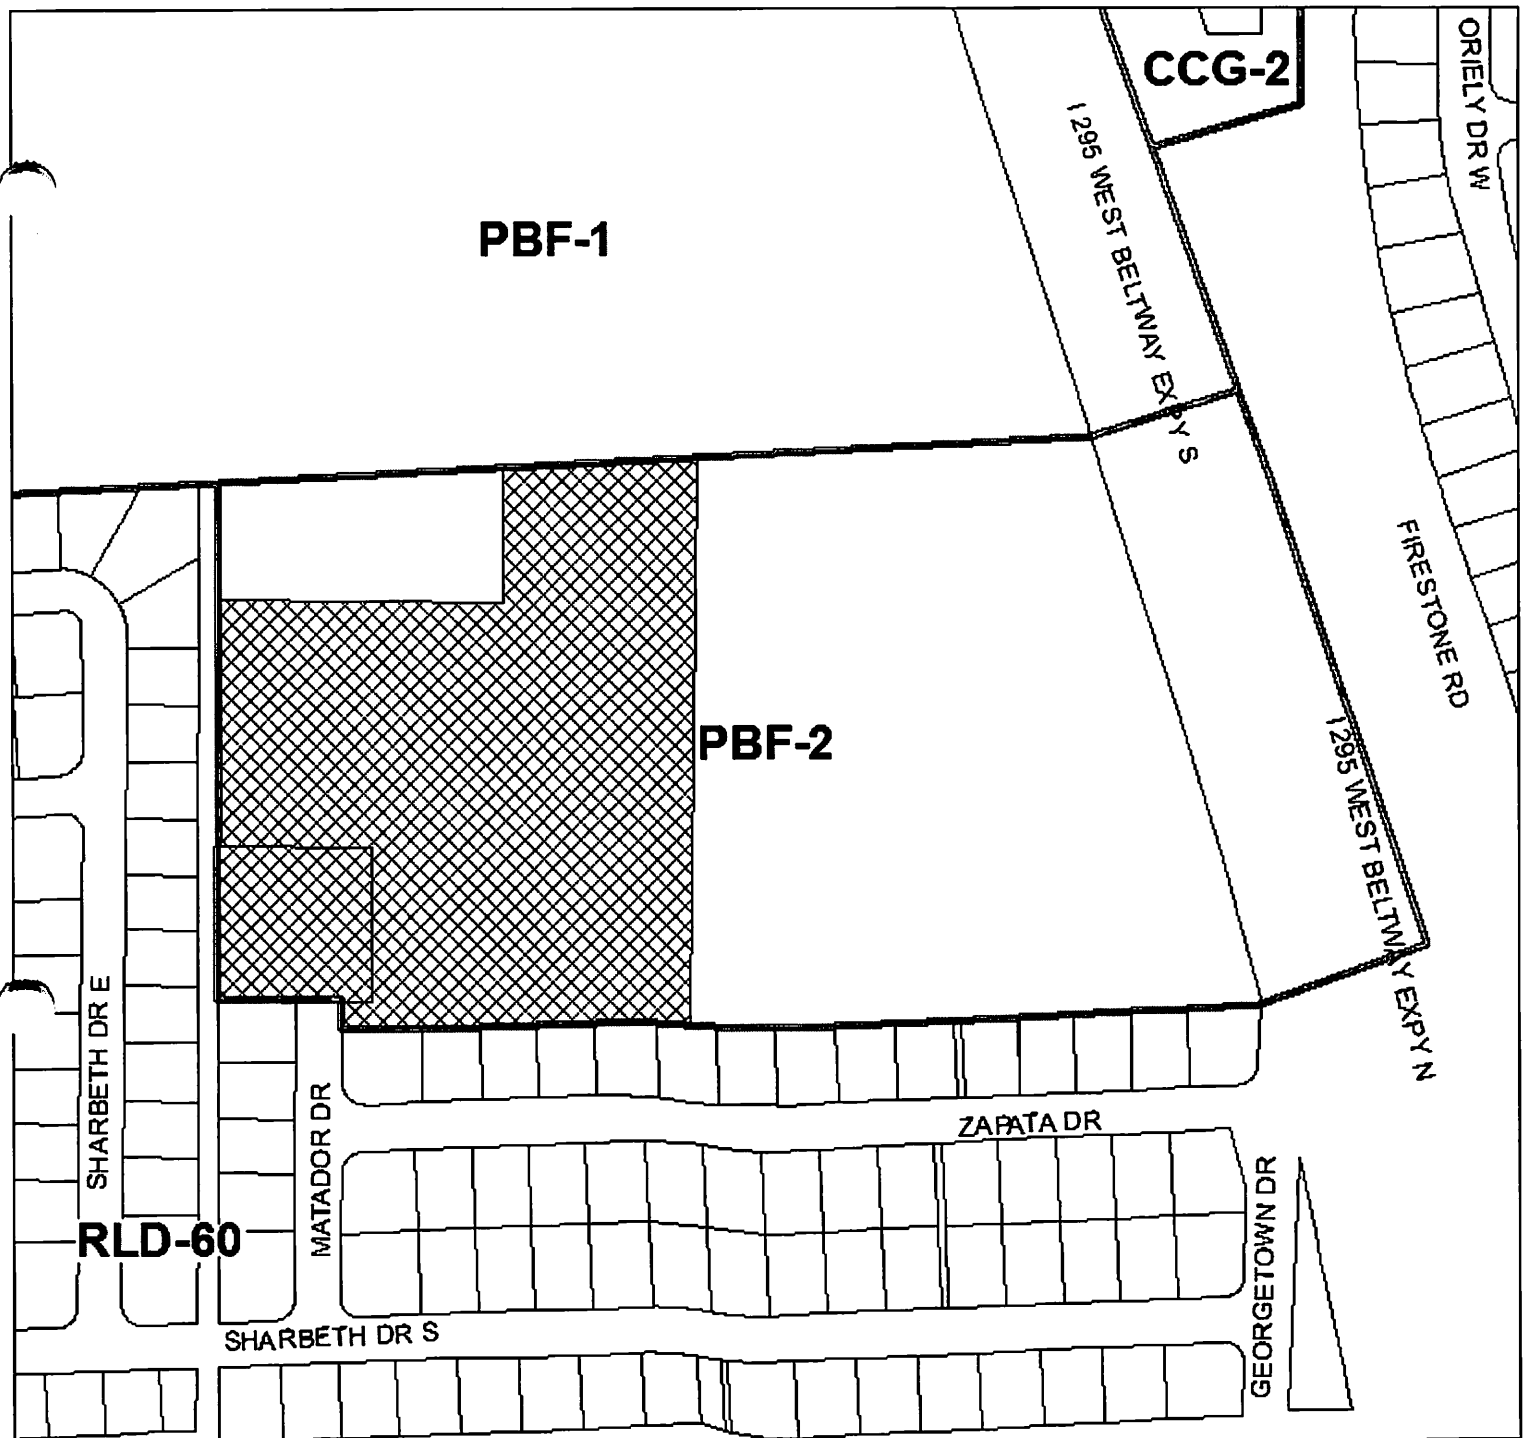 CCG-2
ORIELY DR W
I 295 WEST BELTWAY EXPY S
PBF-1
FIRESTONE RD
PBF-2
I 295 WEST BELTWAY EXPY N
SHARBETH DR E
MATADOR DR
ZAPATA DR
GEORGETOWN DR
RLD-60
SHARBETH DR S